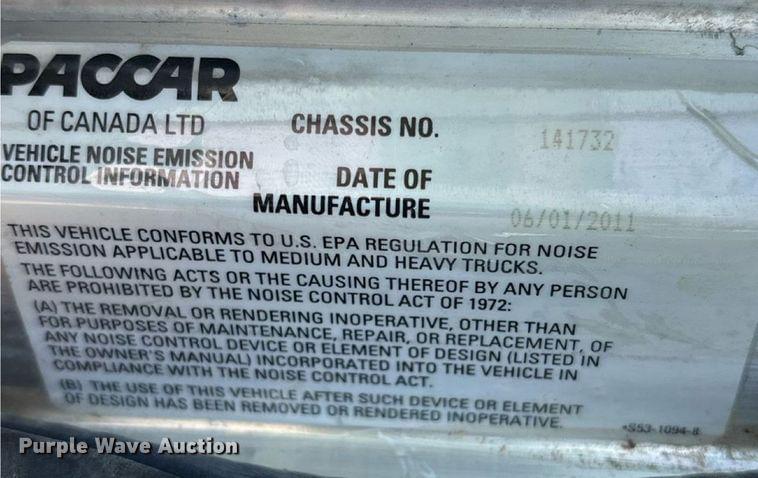 PACCAR
OF CANADA LTD
VEHICLE NOISE EMISSION
CONTROL INFORMATION
CHASSIS NO. 141732
DATE OF
MANUFACTURE 06/01/2011
THIS VEHICLE CONFORMS TO U.S. EPA REGULATION FOR NOISE
EMISSION APPLICABLE TO MEDIUM AND HEAVY TRUCKS.
THE FOLLOWING ACTS OR THE CAUSING THEREOF BY ANY PERSON
ARE PROHIBITED BY THE NOISE CONTROL ACT OF 1972:
(A) THE REMOVAL OR RENDERING INOPERATIVE, OTHER THAN
FOR PURPOSES OF MAINTENANCE, REPAIR, OR REPLACEMENT, OF
ANY NOISE CONTROL DEVICE OR ELEMENT OF DESIGN (LISTED IN
THE OWNER'S MANUAL) INCORPORATED INTO THE VEHICLE IN
COMPLIANCE WITH THE NOISE CONTROL ACT.
(B) THE USE OF THIS VEHICLE AFTER SUCH DEVICE OR ELEMENT
OF DESIGN HAS BEEN REMOVED OR RENDERED INOPERATIVE.
*S53-1094-8
Purple Wave Auction